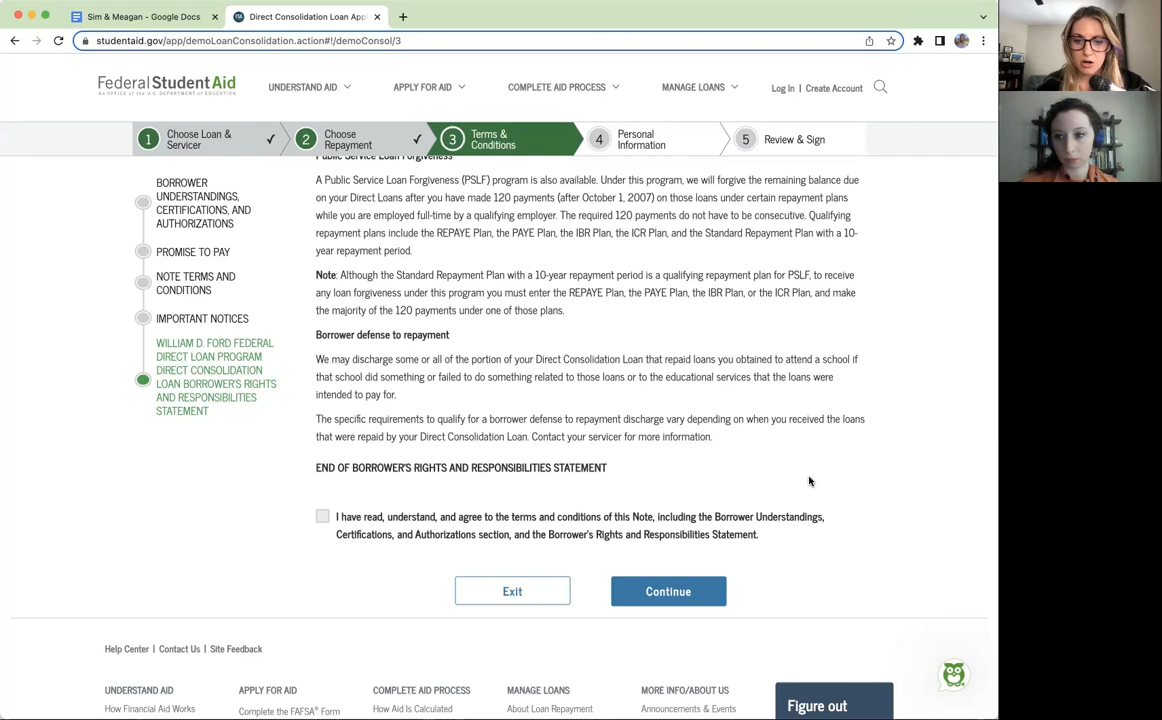 Sim & Meagan - Google Docs
Direct Consolidation Loan App
studentaid.gov/app/demoLoanConsolidation.action#!/demoConsol/3
Federal Student Aid
AN OFFICE of the U.S. DEPARTMENT of EDUCATION
UNDERSTAND AID
APPLY FOR AID
COMPLETE AID PROCESS
MANAGE LOANS
Log In | Create Account
1 Choose Loan & Servicer
2 Choose Repayment
3 Terms & Conditions
4 Personal Information
5 Review & Sign
BORROWER
UNDERSTANDINGS,
CERTIFICATIONS, AND
AUTHORIZATIONS
PROMISE TO PAY
NOTE TERMS AND
CONDITIONS
IMPORTANT NOTICES
WILLIAM D. FORD FEDERAL
DIRECT LOAN PROGRAM
DIRECT CONSOLIDATION
LOAN BORROWER'S RIGHTS
AND RESPONSIBILITIES
STATEMENT
Public Service Loan Forgiveness
A Public Service Loan Forgiveness (PSLF) program is also available. Under this program, we will forgive the remaining balance due
on your Direct Loans after you have made 120 payments (after October 1, 2007) on those loans under certain repayment plans
while you are employed full-time by a qualifying employer. The required 120 payments do not have to be consecutive. Qualifying
repayment plans include the REPAYE Plan, the PAYE Plan, the IBR Plan, the ICR Plan, and the Standard Repayment Plan with a 10-
year repayment period.
Note: Although the Standard Repayment Plan with a 10-year repayment period is a qualifying repayment plan for PSLF, to receive
any loan forgiveness under this program you must enter the REPAYE Plan, the PAYE Plan, the IBR Plan, or the ICR Plan, and make
the majority of the 120 payments under one of those plans.
Borrower defense to repayment
We may discharge some or all of the portion of your Direct Consolidation Loan that repaid loans you obtained to attend a school if
that school did something or failed to do something related to those loans or to the educational services that the loans were
intended to pay for.
The specific requirements to qualify for a borrower defense to repayment discharge vary depending on when you received the loans
that were repaid by your Direct Consolidation Loan. Contact your servicer for more information.
END OF BORROWER'S RIGHTS AND RESPONSIBILITIES STATEMENT
I have read, understand, and agree to the terms and conditions of this Note, including the Borrower Understandings,
Certifications, and Authorizations section, and the Borrower's Rights and Responsibilities Statement.
Exit
Continue
Help Center | Contact Us | Site Feedback
UNDERSTAND AID
APPLY FOR AID
COMPLETE AID PROCESS
MANAGE LOANS
MORE INFO/ABOUT US
Figure out
How Financial Aid Works
Complete the FAFSA® Form
How Aid Is Calculated
About Loan Repayment
Announcements & Events